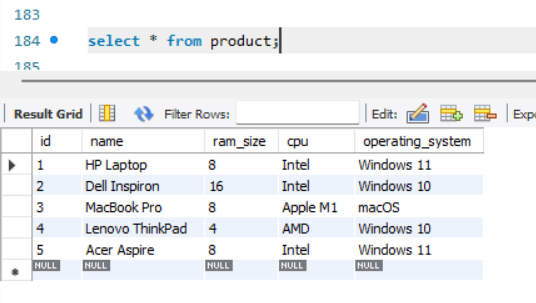 183
184 select * from product;
185
Result Grid Filter Rows: Edit:
id name ram_size cpu operating_system
1 HP Laptop 8 Intel Windows 11
2 Dell Inspiron 16 Intel Windows 10
3 MacBook Pro 8 Apple M1 macOS
4 Lenovo ThinkPad 4 AMD Windows 10
5 Acer Aspire 8 Intel Windows 11
NULL NULL NULL NULL NULL